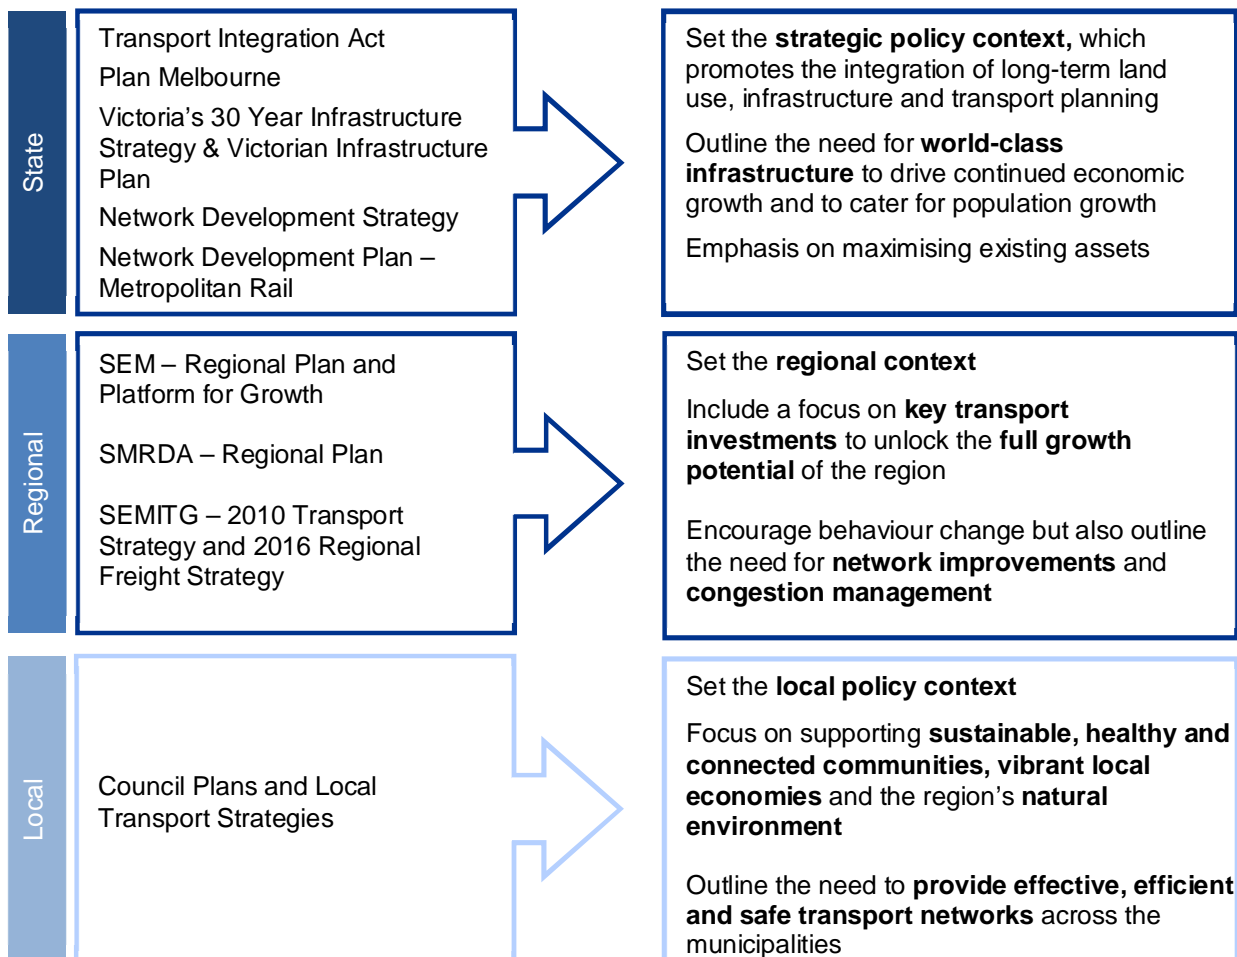 State
Transport Integration Act
Plan Melbourne
Victoria’s 30 Year Infrastructure
Strategy & Victorian Infrastructure
Plan
Network Development Strategy
Network Development Plan –
Metropolitan Rail
Set the strategic policy context, which
promotes the integration of long-term land
use, infrastructure and transport planning
Outline the need for world-class
infrastructure to drive continued economic
growth and to cater for population growth
Emphasis on maximising existing assets
Regional
SEM – Regional Plan and
Platform for Growth
SMRDA – Regional Plan
SEMITG – 2010 Transport
Strategy and 2016 Regional
Freight Strategy
Set the regional context
Include a focus on key transport
investments to unlock the full growth
potential of the region
Encourage behaviour change but also outline
the need for network improvements and
congestion management
Local
Council Plans and Local
Transport Strategies
Set the local policy context
Focus on supporting sustainable, healthy and
connected communities, vibrant local
economies and the region’s natural
environment
Outline the need to provide effective, efficient
and safe transport networks across the
municipalities